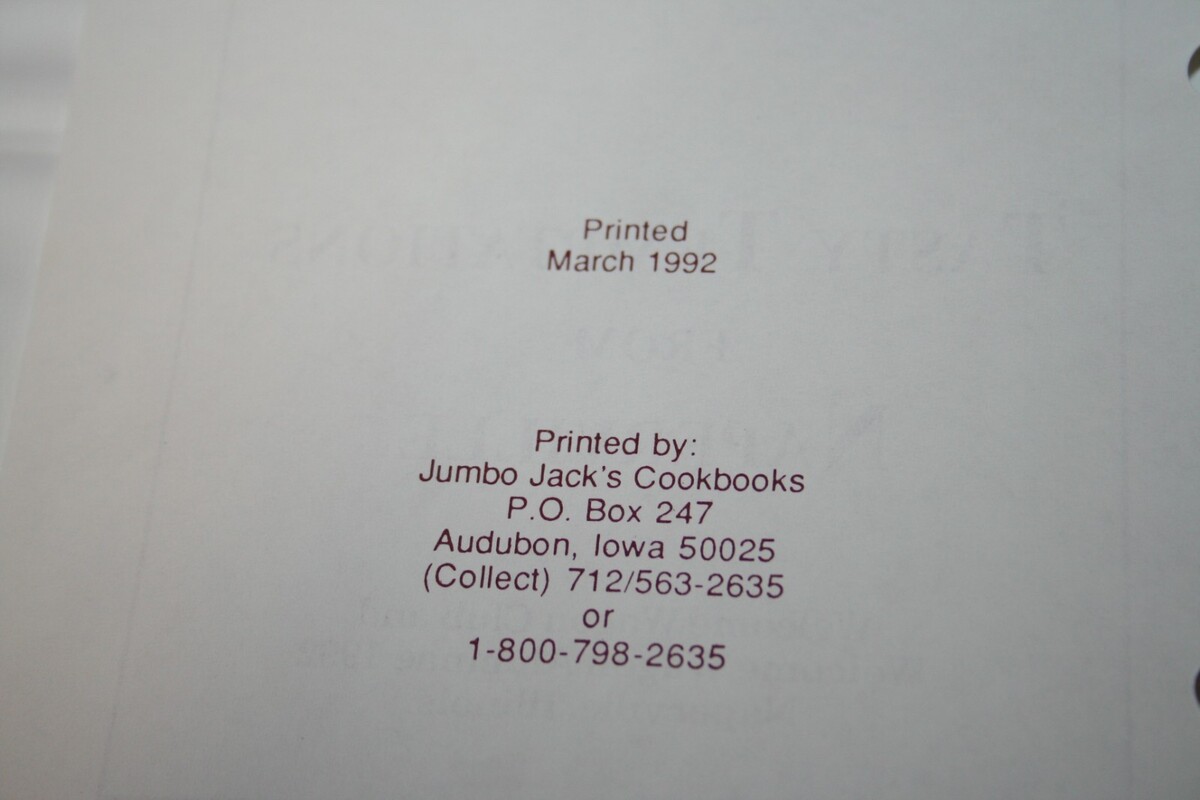 Printed
March 1992
Printed by:
Jumbo Jack's Cookbooks
P.O. Box 247
Audubon, Iowa 50025
(Collect) 712/563-2635
or
1-800-798-2635